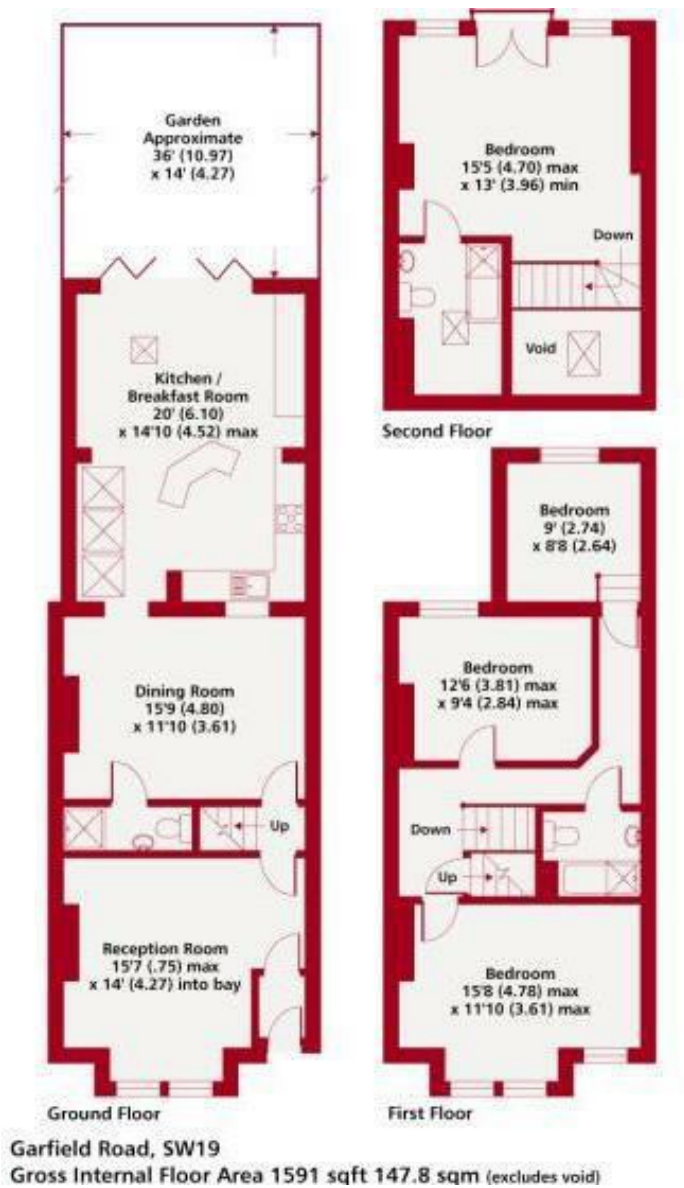 Garden
Approximate
36' (10.97)
x 14' (4.27)
Kitchen /
Breakfast Room
20' (6.10)
x 14'10 (4.52) max
Dining Room
15'9 (4.80)
x 11'10 (3.61)
Up
Reception Room
15'7 (.75) max
x 14' (4.27) into bay
Ground Floor
Bedroom
15'5 (4.70) max
x 13' (3.96) min
Down
Void
Second Floor
Bedroom
9' (2.74)
x 8'8 (2.64)
Bedroom
12'6 (3.81) max
x 9'4 (2.84) max
Down
Up
Bedroom
15'8 (4.78) max
x 11'10 (3.61) max
First Floor
Garfield Road, SW19
Gross Internal Floor Area 1591 sqft 147.8 sqm (excludes void)